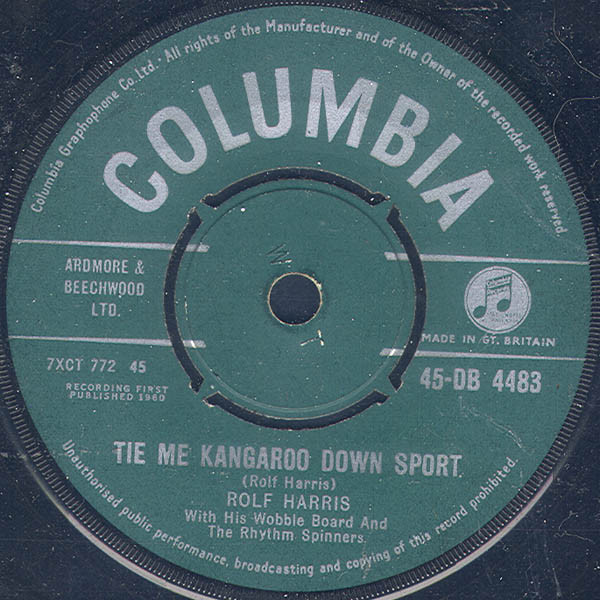 Columbia Graphophone Co. Ltd. · All rights of the Manufacturer and of the Owner of the recorded work reserved.
COLUMBIA
ARDMORE &
BEECHWOOD
LTD.
Columbia
Records
MADE IN GT. BRITAIN
7XCT 772 45
RECORDING FIRST
PUBLISHED 1960
45-DB 4483
TIE ME KANGAROO DOWN SPORT
(Rolf Harris)
ROLF HARRIS
With His Wobble Board And
The Rhythm Spinners.
Unauthorised public performance, broadcasting and copying of this record prohibited.